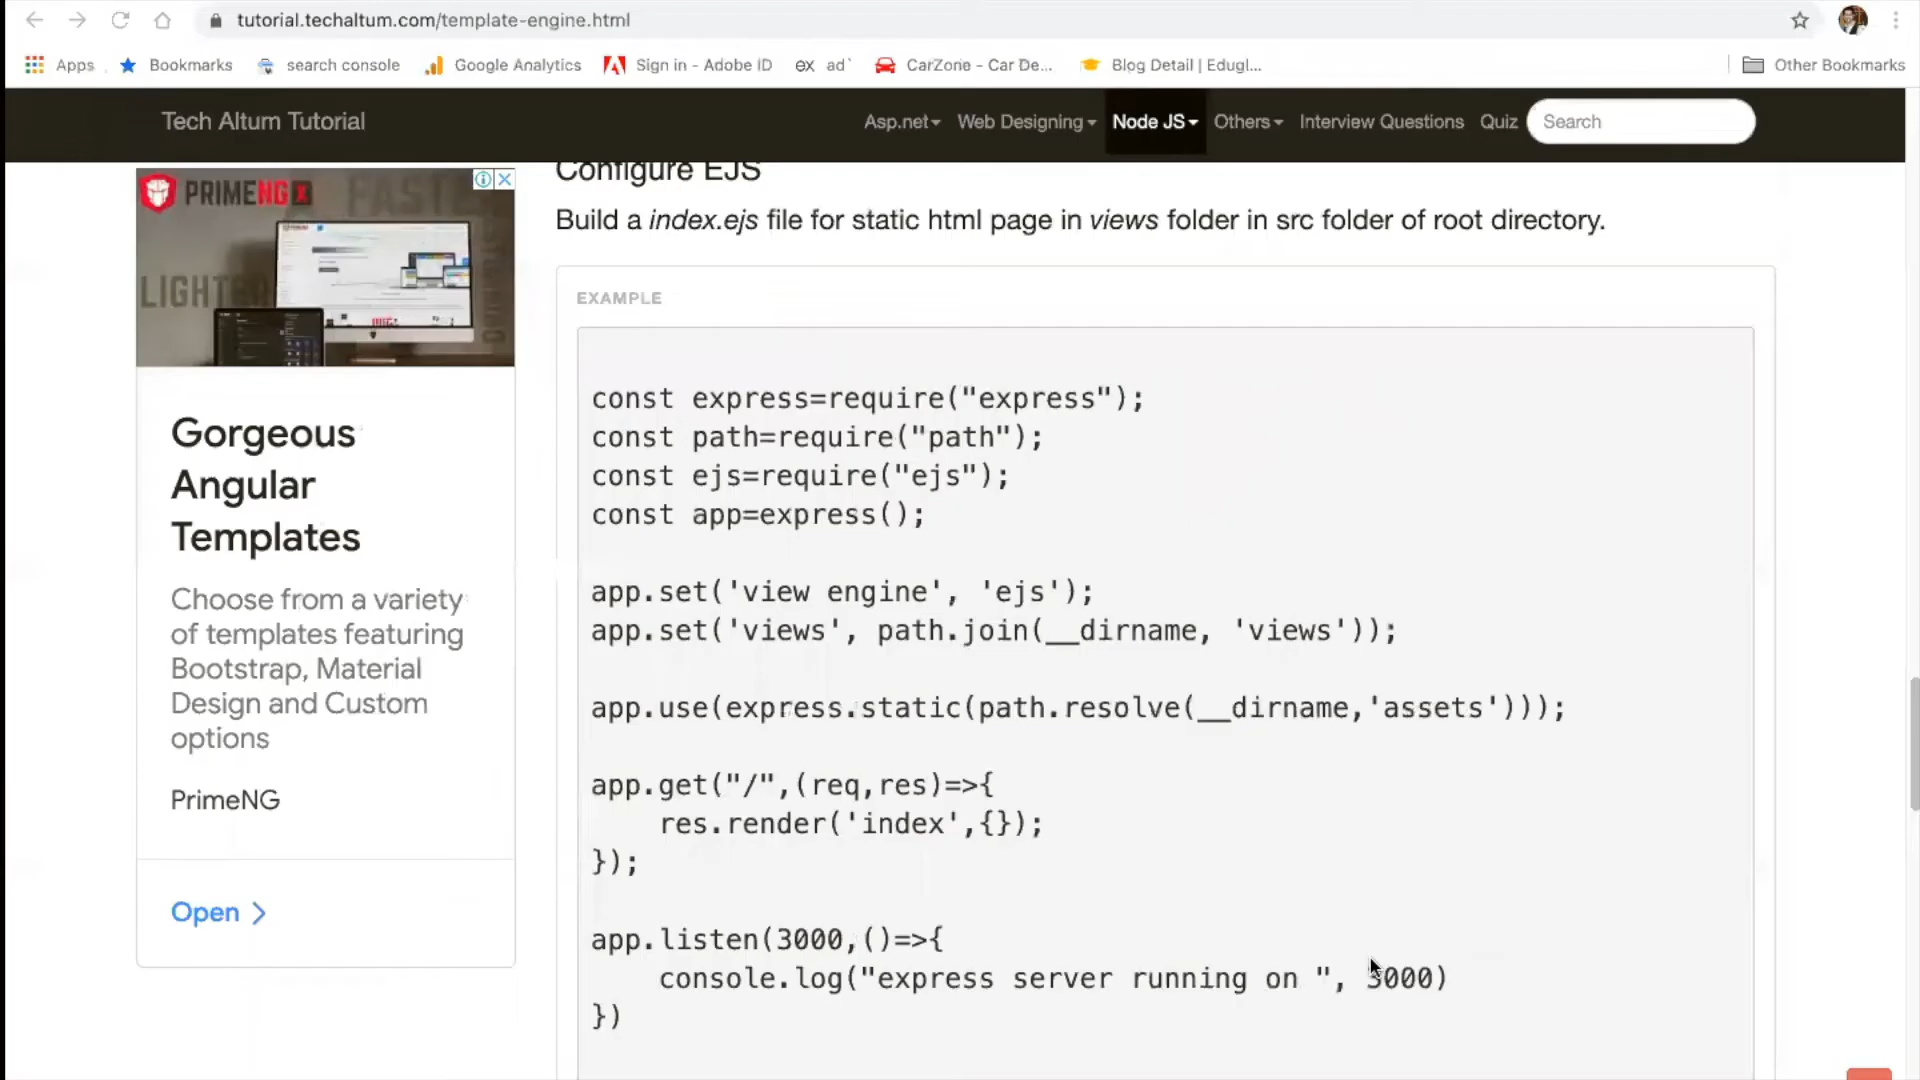 tutorial.techaltum.com/template-engine.html
Apps
Bookmarks
search console
Google Analytics
Sign in - Adobe ID
ex ad
CarZone - Car De...
Blog Detail | Edugl...
Other Bookmarks
Tech Altum Tutorial
Asp.net
Web Designing
Node JS
Others
Interview Questions
Quiz
Search
PRIMENG X
FASTE
LIGHTE
Gorgeous
Angular
Templates
Choose from a variety
of templates featuring
Bootstrap, Material
Design and Custom
options
PrimeNG
Open
Configure EJS
Build a index.ejs file for static html page in views folder in src folder of root directory.
EXAMPLE
const express=require("express");
const path=require("path");
const ejs=require("ejs");
const app=express();
app.set('view engine', 'ejs');
app.set('views', path.join(__dirname, 'views'));
app.use(express.static(path.resolve(__dirname,'assets')));
app.get("/",(req,res)=>{
res.render('index',{});
});
app.listen(3000,()=>{
console.log("express server running on ", 3000)
})